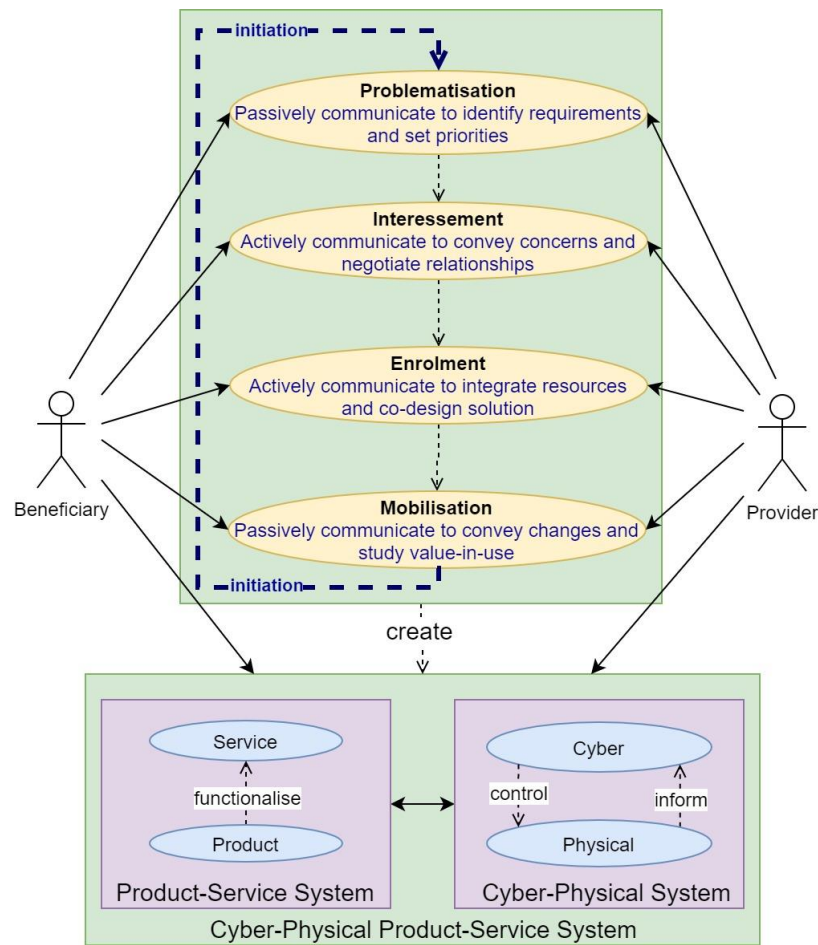 initiation
Problematisation
Passively communicate to identify requirements
and set priorities
Interessement
Actively communicate to convey concerns and
negotiate relationships
Enrolment
Actively communicate to integrate resources
and co-design solution
Beneficiary
Provider
Mobilisation
Passively communicate to convey changes and
study value-in-use
initiation
create
Service
functionalise
Product
Product-Service System
Cyber
control
inform
Physical
Cyber-Physical System
Cyber-Physical Product-Service System